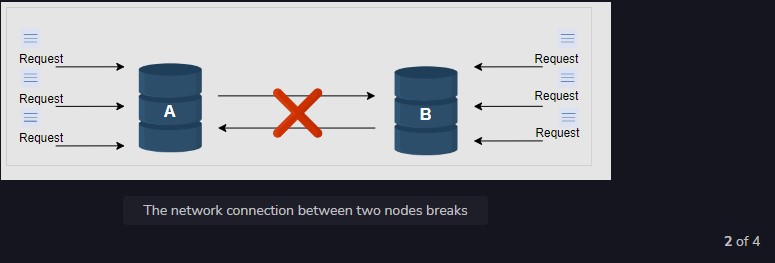 Request
Request
Request
A
B
Request
Request
Request
The network connection between two nodes breaks
2 of 4